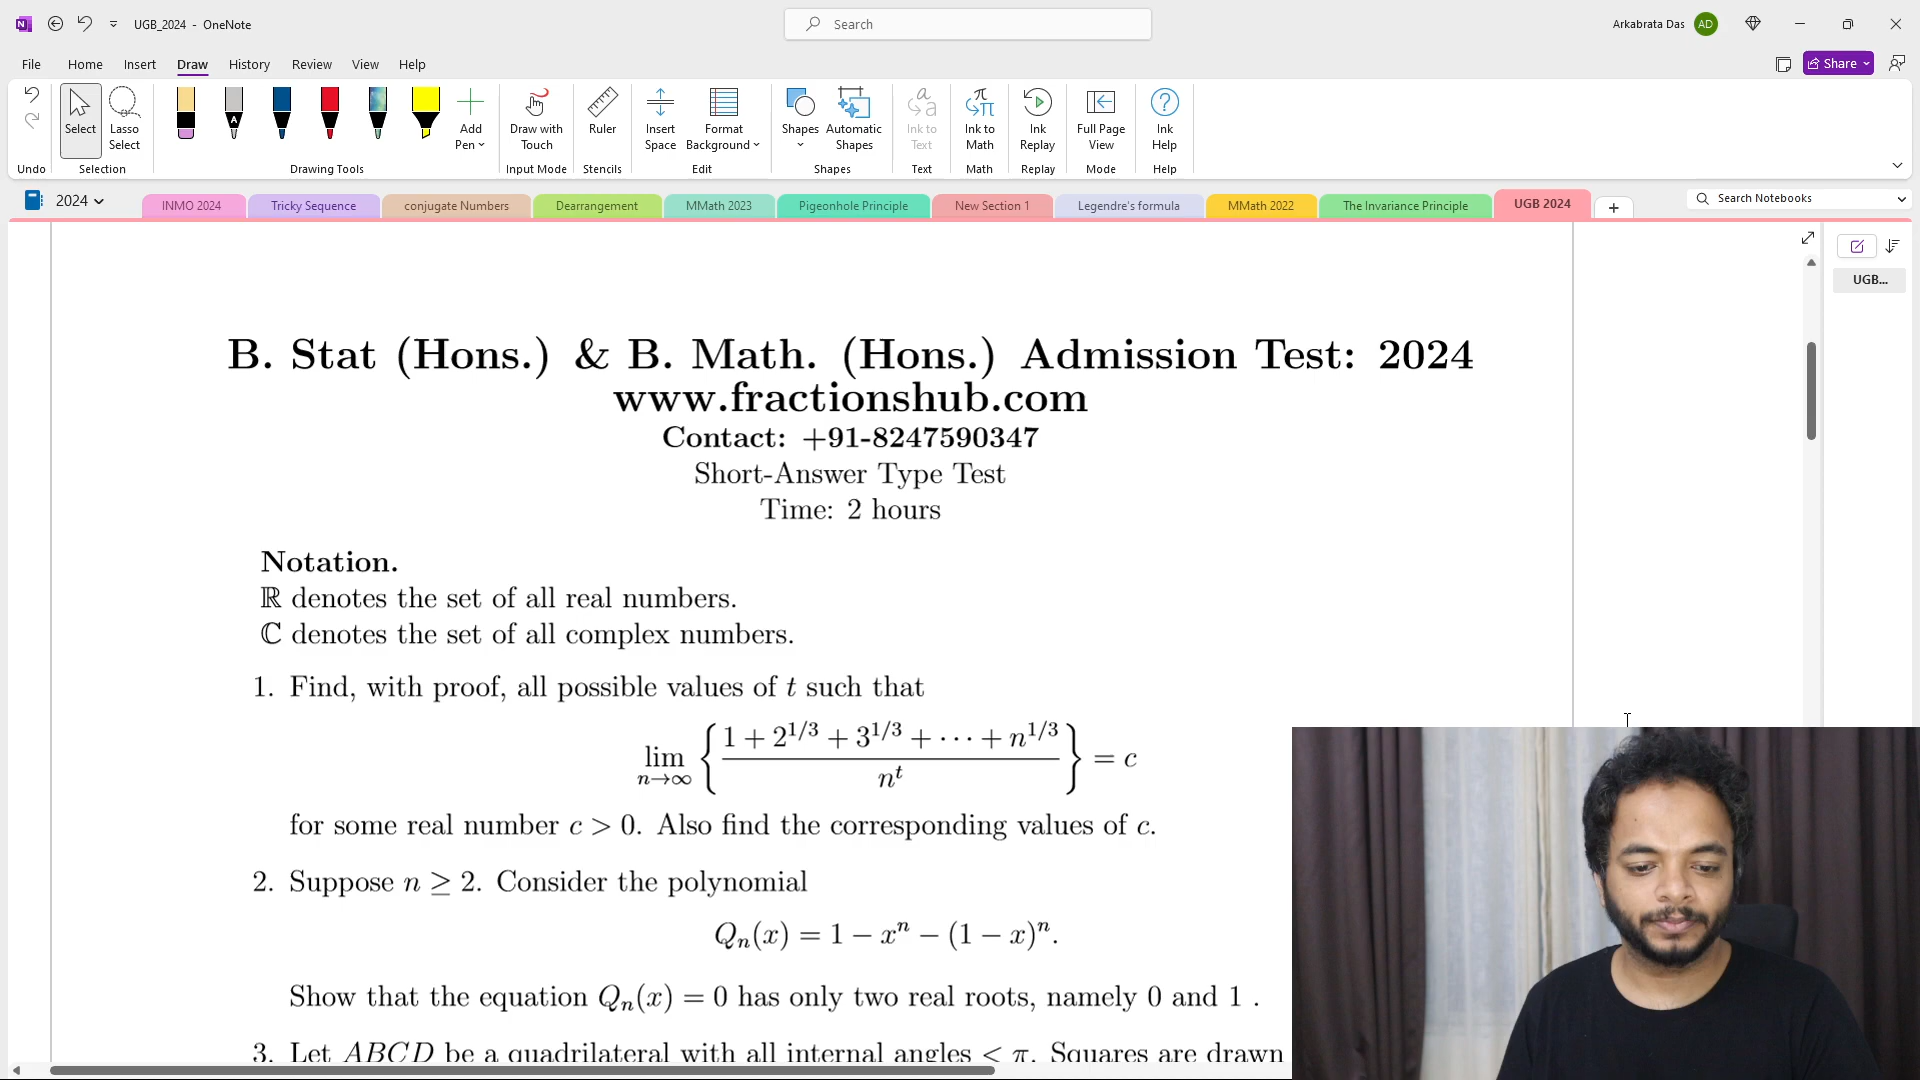 UGB_2024 - OneNote
Search
Arkabrata Das AD
File Home Insert Draw History Review View Help
Share
Select
Lasso Select
A
Add Pen
Draw with Touch
Ruler
Insert Space
Format Background
Shapes
Automatic Shapes
Ink to Text
Ink to Math
Ink Replay
Full Page View
Ink Help
Undo Selection Drawing Tools Input Mode Stencils Edit Shapes Text Math Replay Mode Help
2024 INMO 2024 Tricky Sequence conjugate Numbers Dearrangement MMath 2023 Pigeonhole Principle New Section 1 Legendre's formula MMath 2022 The Invariance Principle UGB 2024 + Search Notebooks
UGB...
B. Stat (Hons.) & B. Math. (Hons.) Admission Test: 2024
www.fractionshub.com
Contact: +91-8247590347
Short-Answer Type Test
Time: 2 hours
Notation.
ℝ denotes the set of all real numbers.
ℂ denotes the set of all complex numbers.
1. Find, with proof, all possible values of t such that
lim n→∞ { (1 + 2^{1/3} + 3^{1/3} + ··· + n^{1/3}) / n^t } = c
for some real number c > 0. Also find the corresponding values of c.
2. Suppose n ≥ 2. Consider the polynomial
Q_n(x) = 1 − x^n − (1 − x)^n.
Show that the equation Q_n(x) = 0 has only two real roots, namely 0 and 1 .
3. Let ABCD be a quadrilateral with all internal angles < π. Squares are drawn